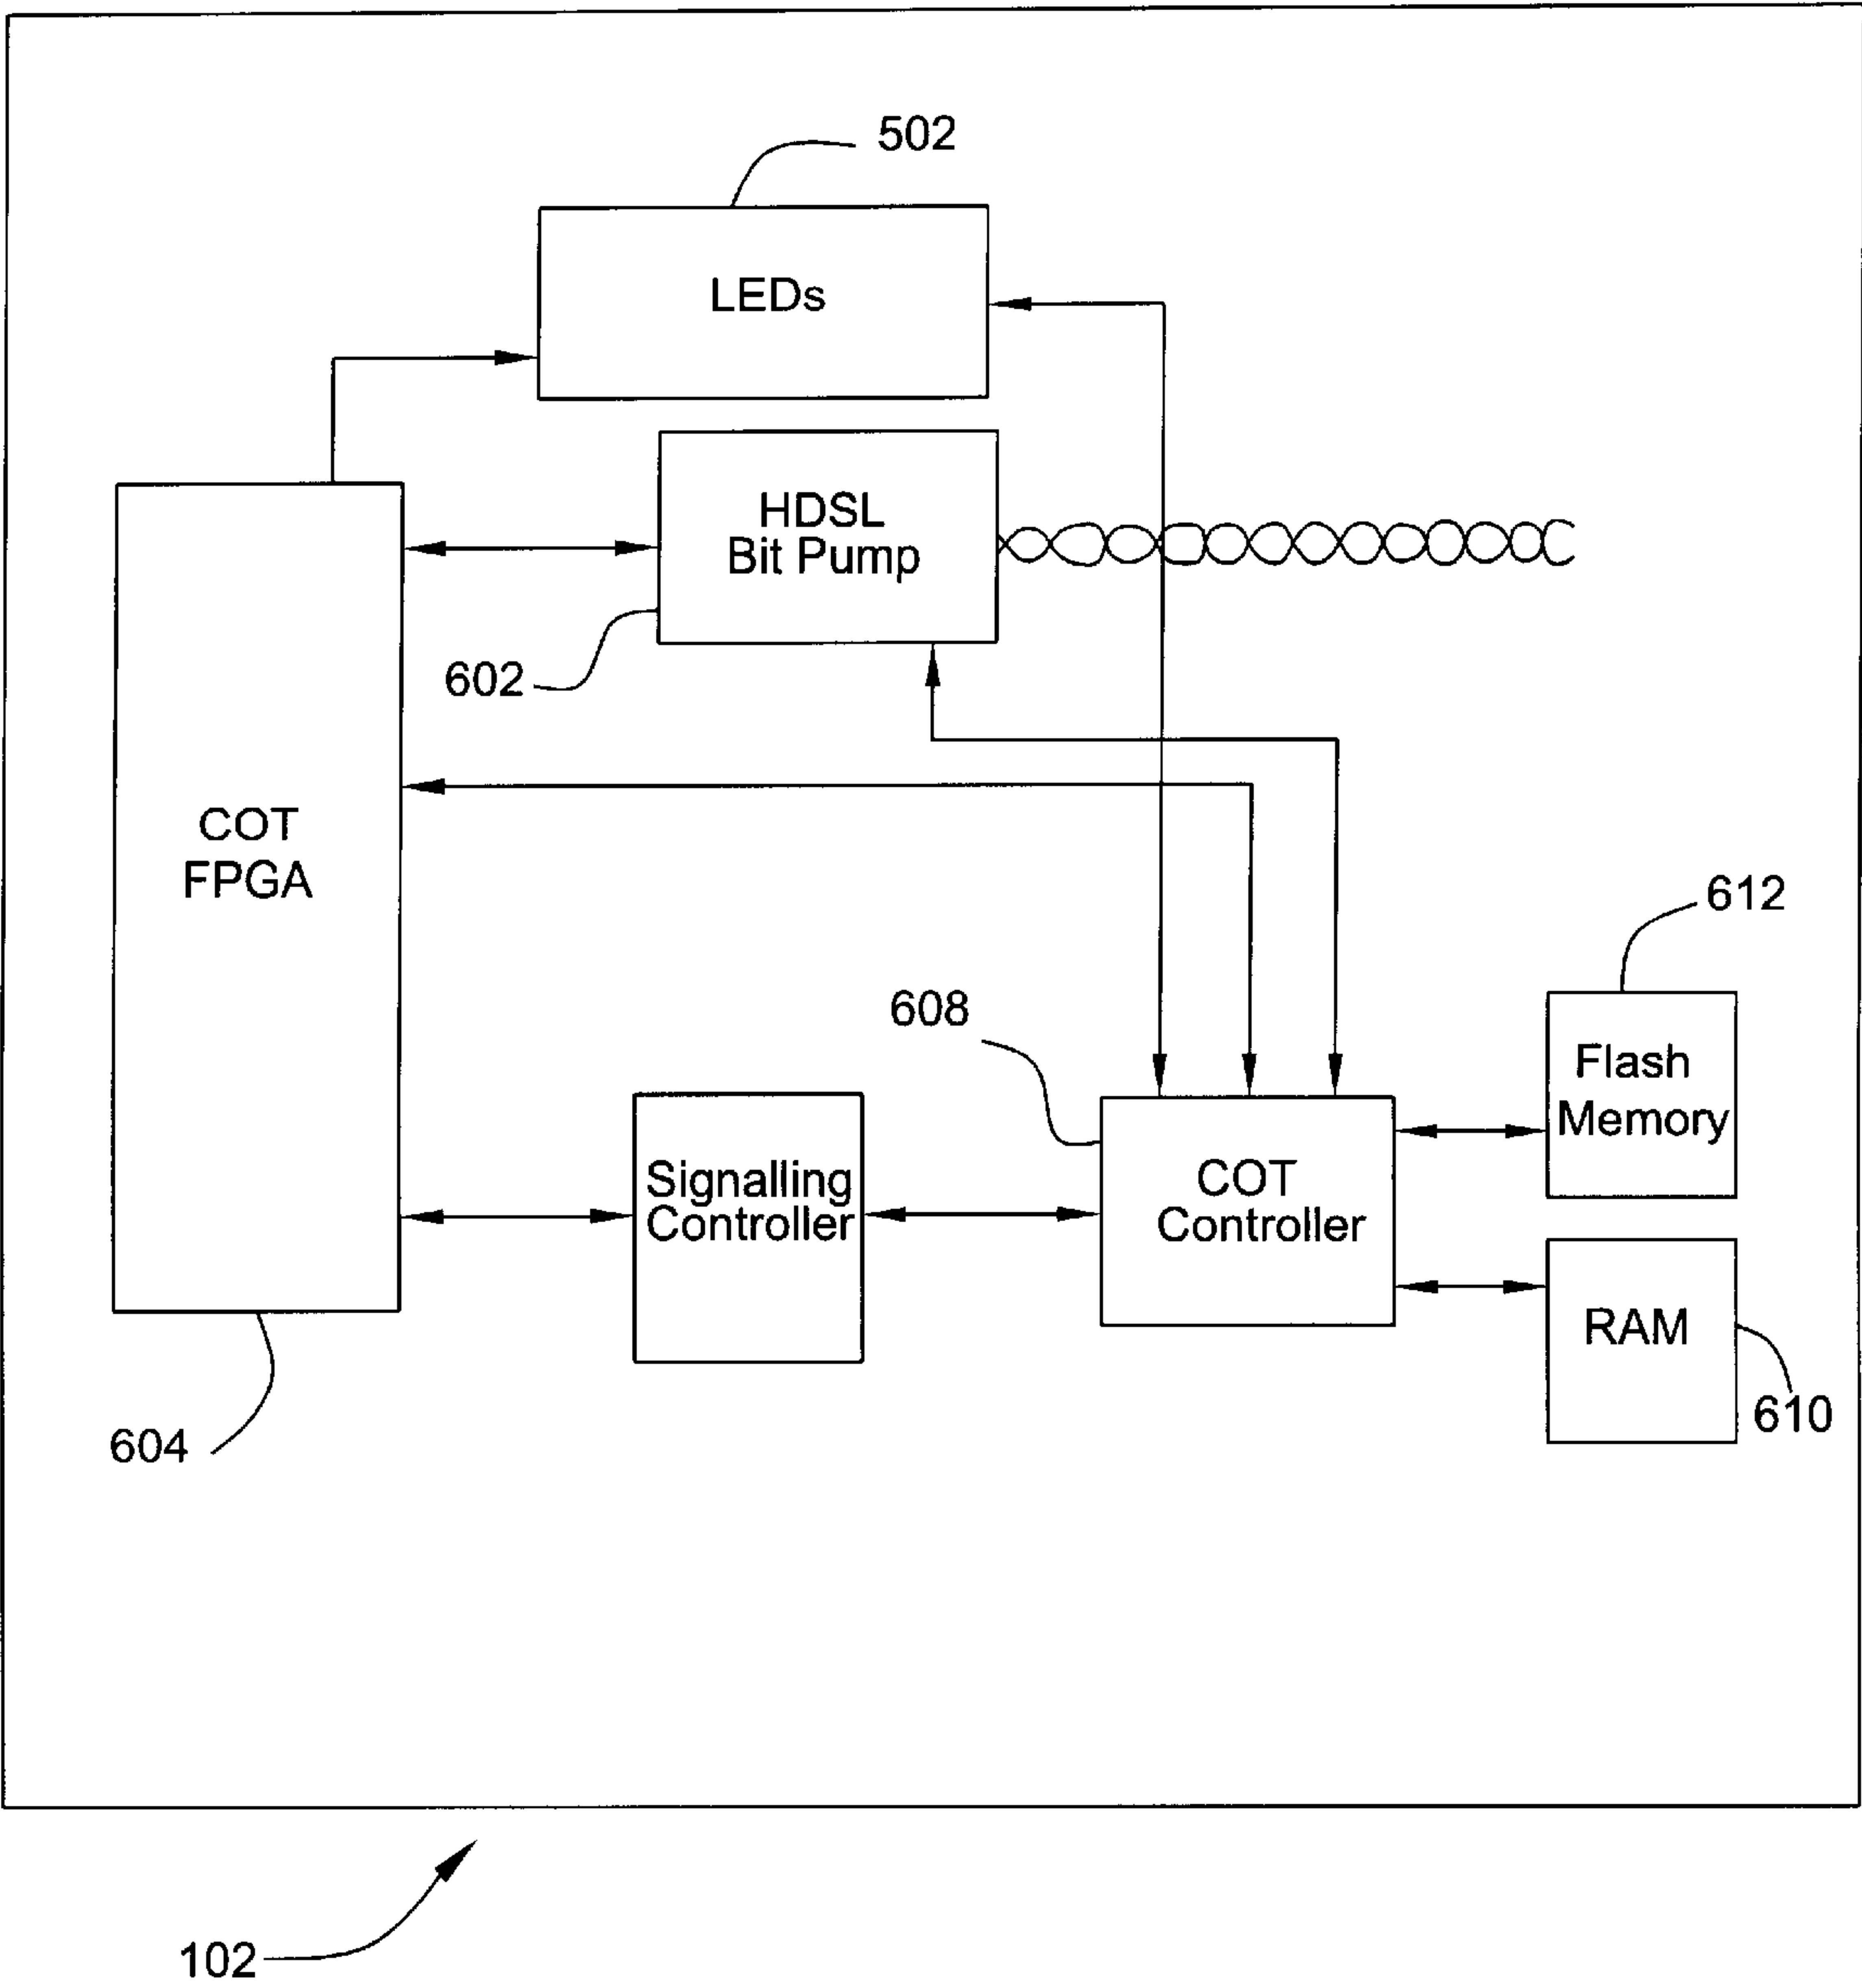 502
LEDs
HDSL
Bit Pump
602
COT
FPGA
612
608
Flash
Memory
Signalling
Controller
COT
Controller
RAM
610
604
102